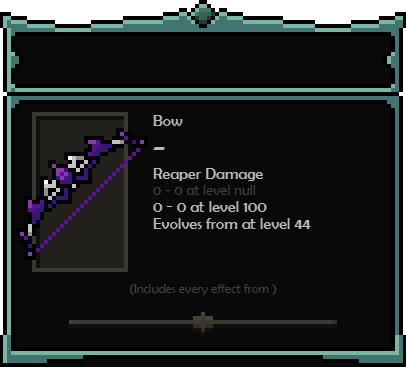 Bow
–
Reaper Damage
0 - 0 at level null
0 - 0 at level 100
Evolves from at level 44
(Includes every effect from )